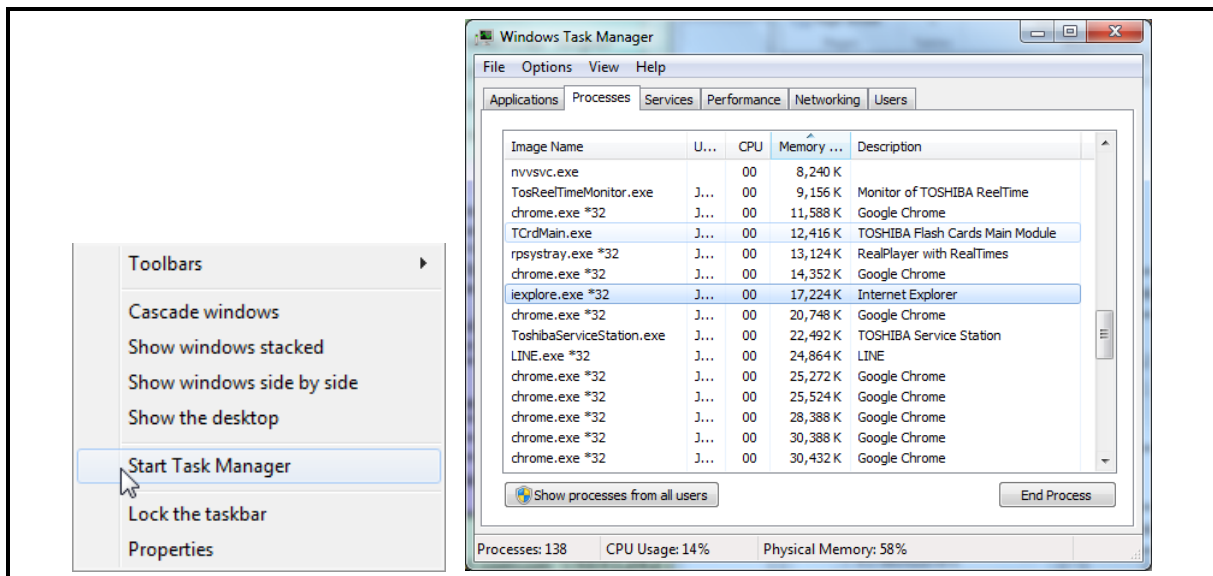 Toolbars
Cascade windows
Show windows stacked
Show windows side by side
Show the desktop
Start Task Manager
Lock the taskbar
Properties
Windows Task Manager
File Options View Help
Applications Processes Services Performance Networking Users
Image Name U... CPU Memory ... Description
nvvsvc.exe 00 8,240 K
TosReelTimeMonitor.exe J... 00 9,156 K Monitor of TOSHIBA ReelTime
chrome.exe *32 J... 00 11,588 K Google Chrome
TCrdMain.exe J... 00 12,416 K TOSHIBA Flash Cards Main Module
rpsystray.exe *32 J... 00 13,124 K RealPlayer with RealTimes
chrome.exe *32 J... 00 14,352 K Google Chrome
iexplore.exe *32 J... 00 17,224 K Internet Explorer
chrome.exe *32 J... 00 20,748 K Google Chrome
ToshibaServiceStation.exe J... 00 22,492 K TOSHIBA Service Station
LINE.exe *32 J... 00 24,864 K LINE
chrome.exe *32 J... 00 25,272 K Google Chrome
chrome.exe *32 J... 00 25,524 K Google Chrome
chrome.exe *32 J... 00 28,388 K Google Chrome
chrome.exe *32 J... 00 30,388 K Google Chrome
chrome.exe *32 J... 00 30,432 K Google Chrome
Show processes from all users End Process
Processes: 138 CPU Usage: 14% Physical Memory: 58%